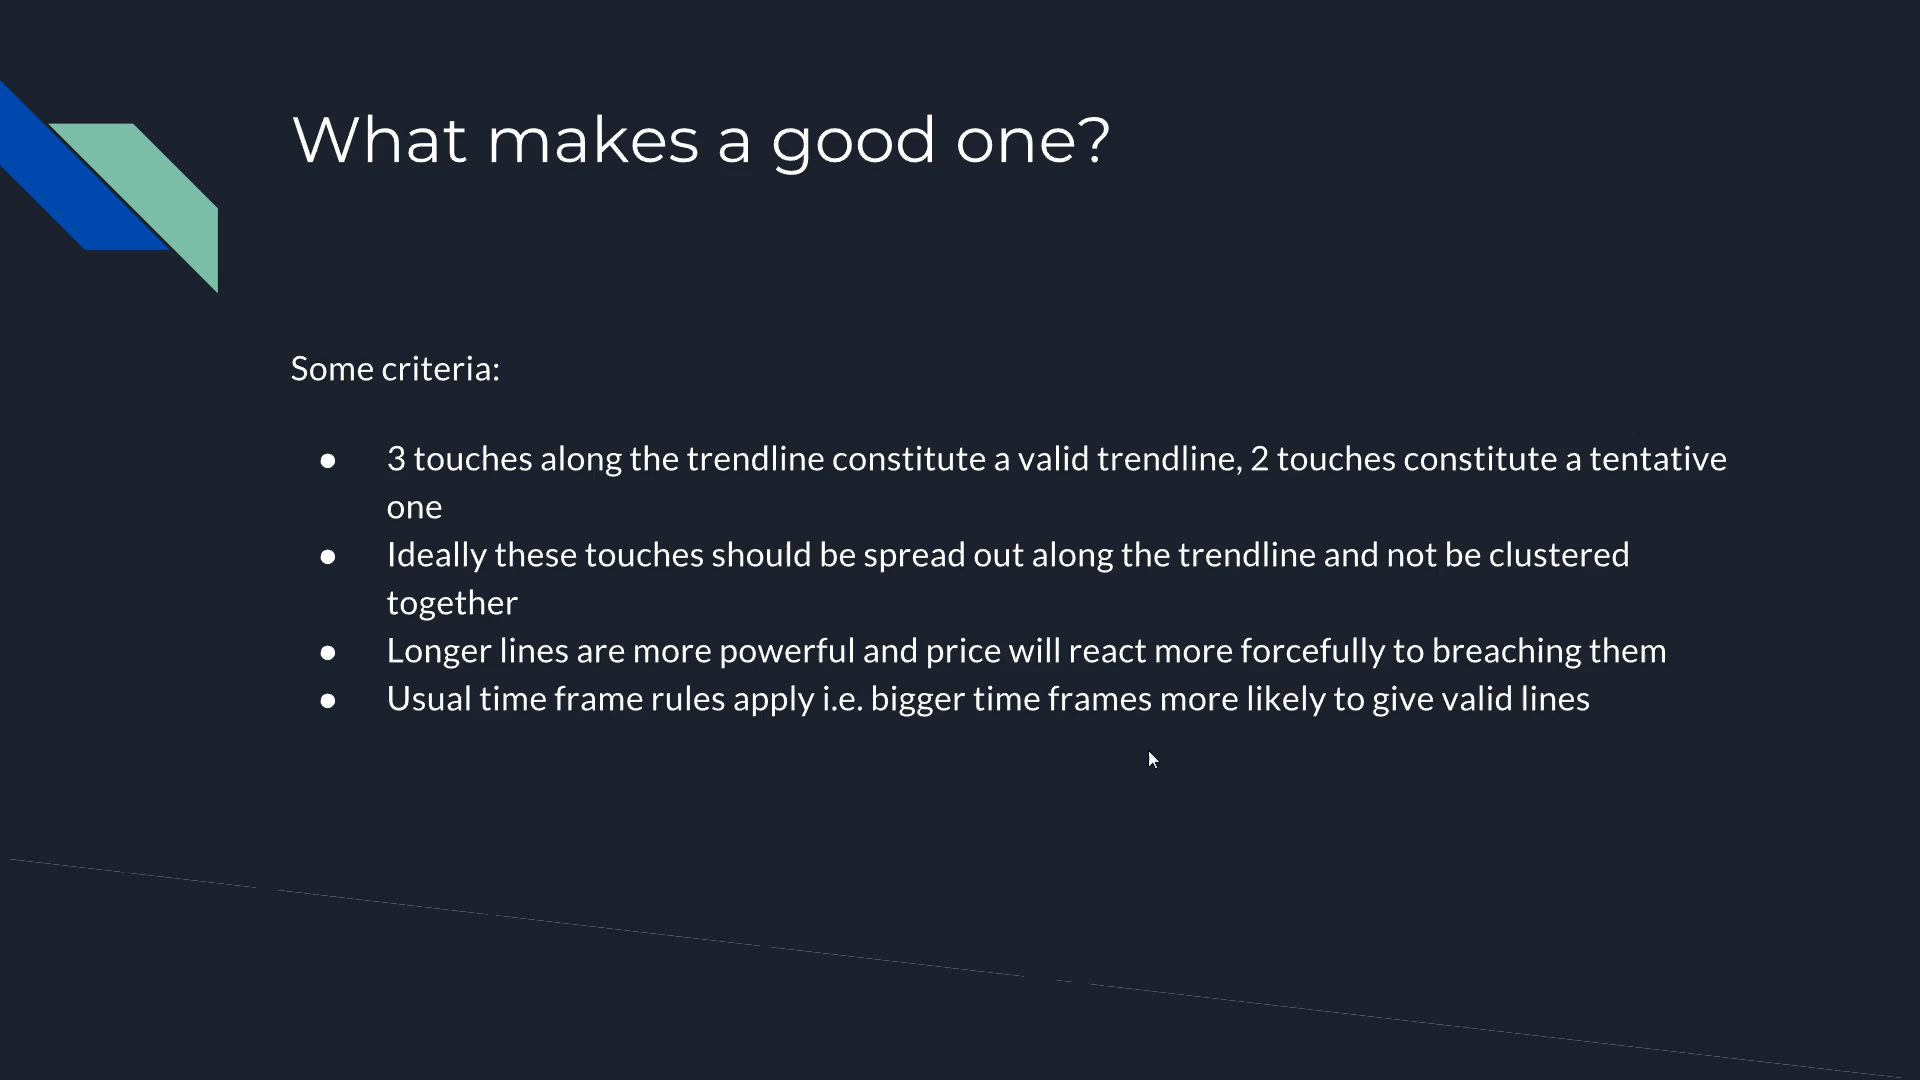 What makes a good one?
Some criteria:
● 3 touches along the trendline constitute a valid trendline, 2 touches constitute a tentative
one
● Ideally these touches should be spread out along the trendline and not be clustered
together
● Longer lines are more powerful and price will react more forcefully to breaching them
● Usual time frame rules apply i.e. bigger time frames more likely to give valid lines